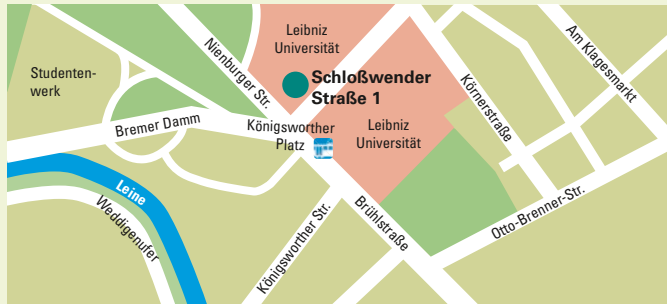 Leibniz
Universität
Nienburger Str.
Studenten-
werk
Schloßwender
Straße 1
Körnerstraße
Am Klagesmarkt
Bremer Damm
Königsworther
Platz
Leibniz
Universität
Leine
Weddigenufer
Königsworther Str.
Brühlstraße
Otto-Brenner-Str.